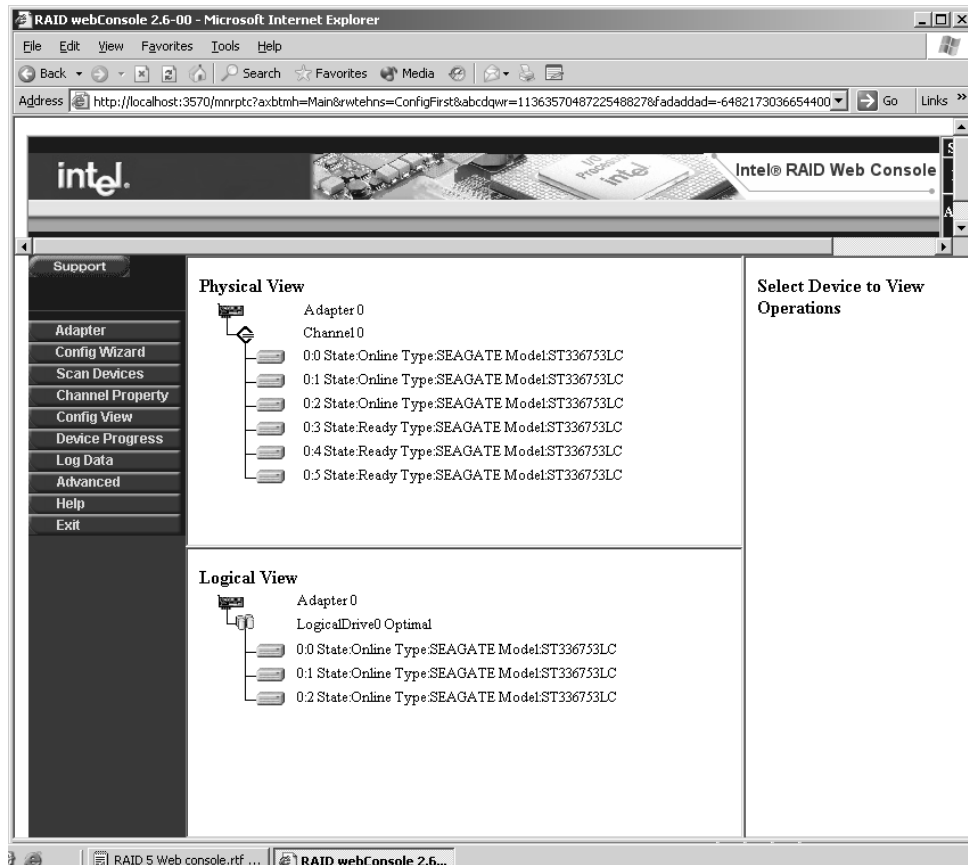 RAID webConsole 2.6-00 - Microsoft Internet Explorer
File Edit View Favorites Tools Help
Back Search Favorites Media
Address http://localhost:3570/mnrptc?axbtmh=Main&rwtehns=ConfigFirst&abcdqwr=11363570487225488278&fadaddad=-6482173036654400 Go Links »
intel.
I/O Processor
intel
Intel® RAID Web Console
S
A
Support
Adapter
Config Wizard
Scan Devices
Channel Property
Config View
Device Progress
Log Data
Advanced
Help
Exit
Physical View
Adapter 0
Channel 0
0:0 State:Online Type:SEAGATE Model:ST336753LC
0:1 State:Online Type:SEAGATE Model:ST336753LC
0:2 State:Online Type:SEAGATE Model:ST336753LC
0:3 State:Ready Type:SEAGATE Model:ST336753LC
0:4 State:Ready Type:SEAGATE Model:ST336753LC
0:5 State:Ready Type:SEAGATE Model:ST336753LC
Logical View
Adapter 0
LogicalDrive0 Optimal
0:0 State:Online Type:SEAGATE Model:ST336753LC
0:1 State:Online Type:SEAGATE Model:ST336753LC
0:2 State:Online Type:SEAGATE Model:ST336753LC
Select Device to View
Operations
RAID 5 Web console.rtf ...
RAID webConsole 2.6...